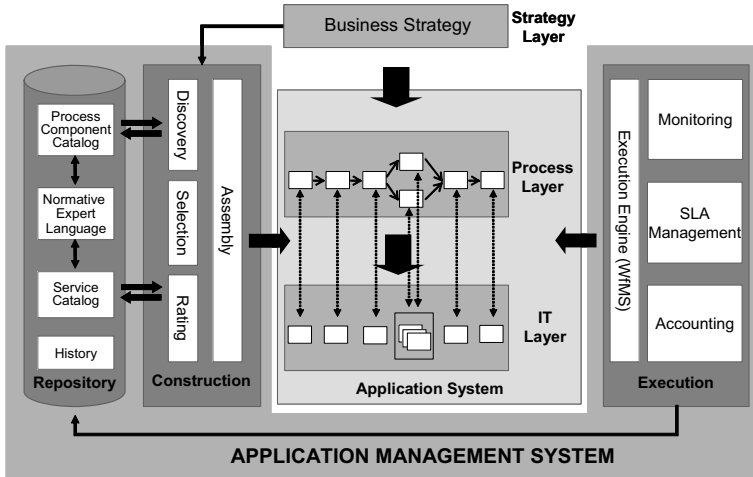 Business Strategy
Strategy
Layer
Process
Component
Catalog
Normative
Expert
Language
Service
Catalog
History
Repository
Discovery
Selection
Rating
Assembly
Construction
Process
Layer
IT
Layer
Application System
Execution Engine (WfMS)
Monitoring
SLA
Management
Accounting
Execution
APPLICATION MANAGEMENT SYSTEM